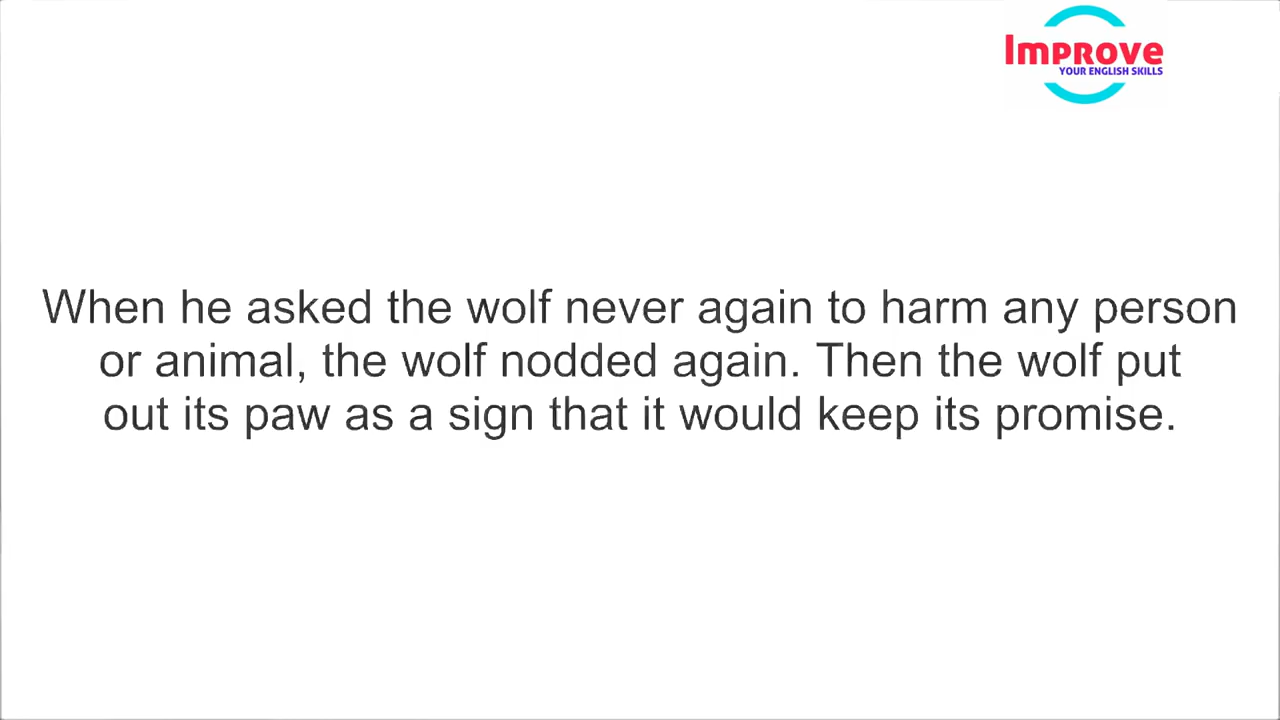 Improve
YOUR ENGLISH SKILLS
When he asked the wolf never again to harm any person
or animal, the wolf nodded again. Then the wolf put
out its paw as a sign that it would keep its promise.